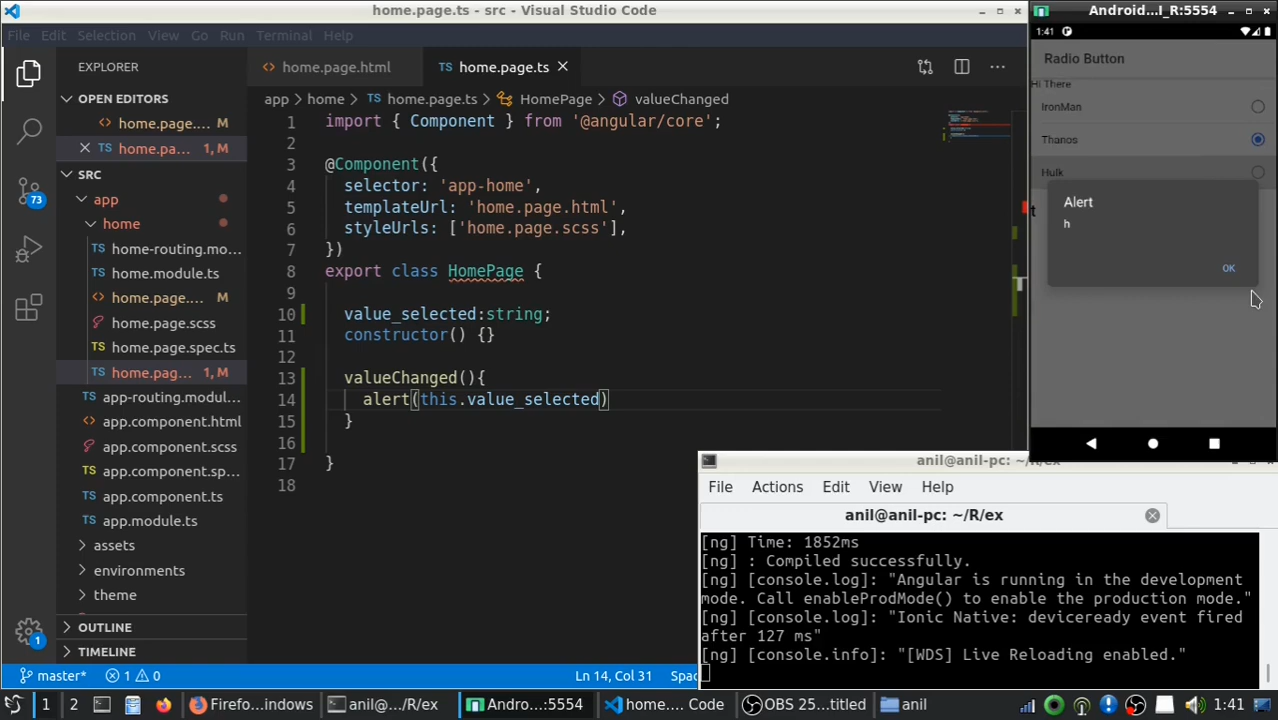 home.page.ts - src - Visual Studio Code
File Edit Selection View Go Run Terminal Help
EXPLORER
OPEN EDITORS
home.page.... M
home.pa... 1, M
SRC
app
home
home-routing.mo...
home.module.ts
home.page.... M
home.page.scss
home.page.spec.ts
home.pag... 1, M
app-routing.modul...
app.component.html
app.component.scss
app.component.sp...
app.component.ts
app.module.ts
assets
environments
theme
OUTLINE
TIMELINE
73
1
home.page.html
home.page.ts
app > home > TS home.page.ts > HomePage > valueChanged
1 import { Component } from '@angular/core';
2
3 @Component({
4 selector: 'app-home',
5 templateUrl: 'home.page.html',
6 styleUrls: ['home.page.scss'],
7 })
8 export class HomePage {
9
10 value_selected:string;
11 constructor() {}
12
13 valueChanged(){
14 alert(this.value_selected)
15 }
16
17 }
18
master* 1 0 Ln 14, Col 31 Spac
Android...I_R:5554
1:41
Radio Button
Hi There
IronMan
Thanos
Hulk
t
Alert
h
OK
anil@anil-pc: ~/R/ex
File Actions Edit View Help
anil@anil-pc: ~/R/ex
[ng] Time: 1852ms
[ng] : Compiled successfully.
[ng] [console.log]: "Angular is running in the development
mode. Call enableProdMode() to enable the production mode."
[ng] [console.log]: "Ionic Native: deviceready event fired
after 127 ms"
[ng] [console.info]: "[WDS] Live Reloading enabled."
1 2 Firefo...indows anil@...R/ex Androi...:5554 home.... Code OBS 25...titled anil 1:41